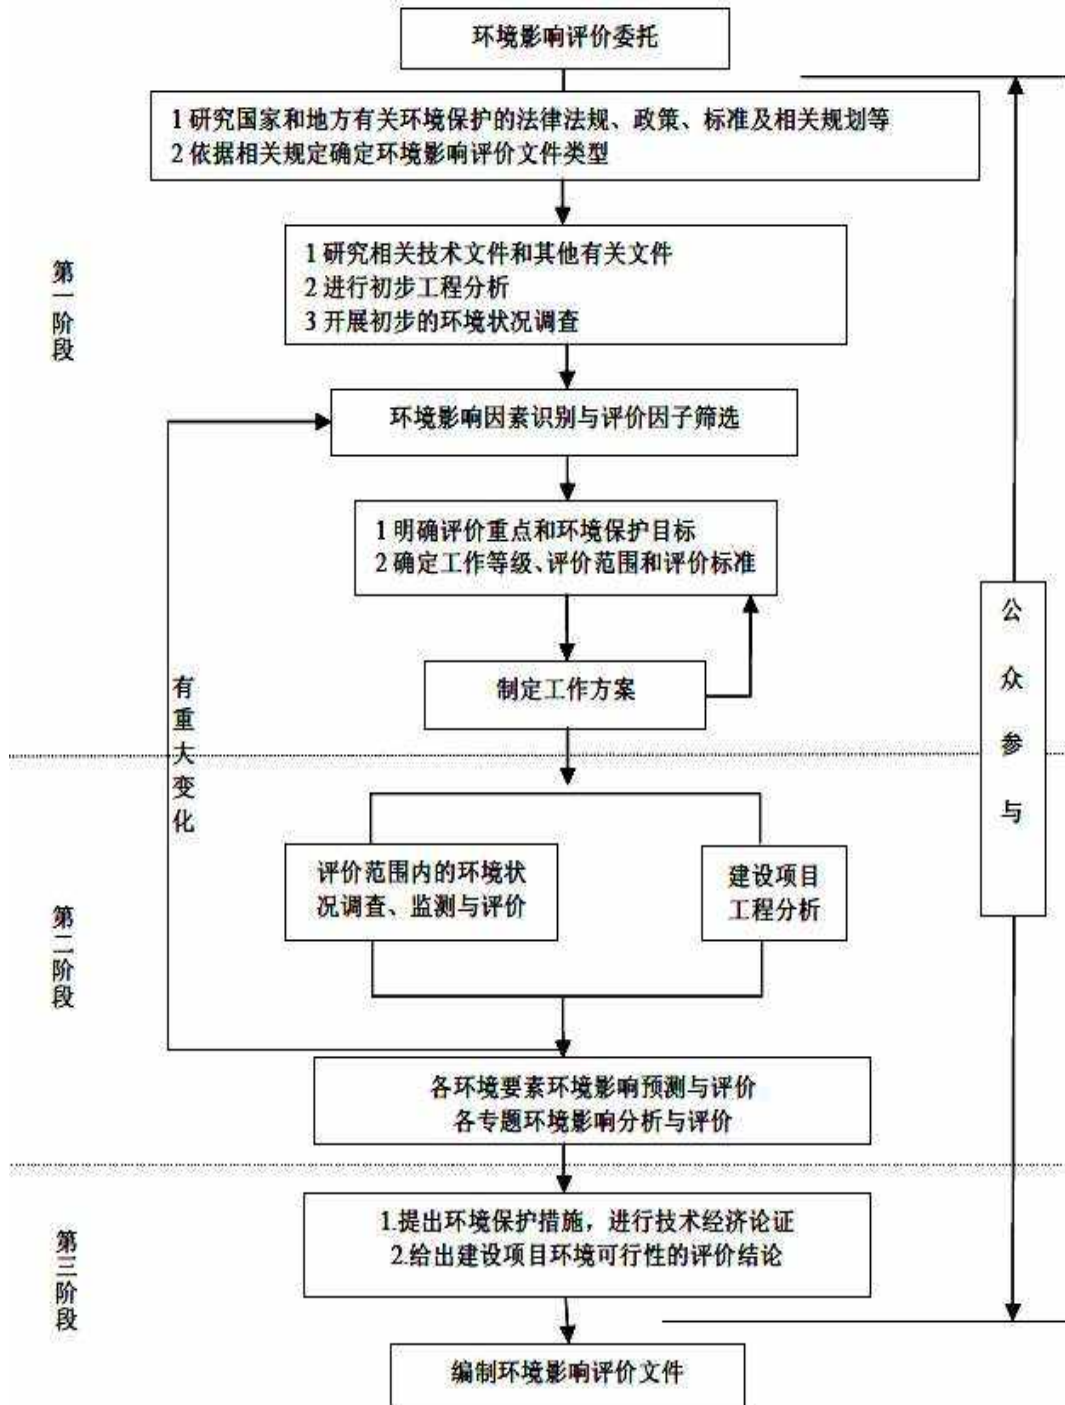 环境影响评价委托
1 研究国家和地方有关环境保护的法律法规、政策、标准及相关规划等
2 依据相关规定确定环境影响评价文件类型
第一阶段
1 研究相关技术文件和其他有关文件
2 进行初步工程分析
3 开展初步的环境状况调查
环境影响因素识别与评价因子筛选
1 明确评价重点和环境保护目标
2 确定工作等级、评价范围和评价标准
公众参与
制定工作方案
有重大变化
第二阶段
评价范围内的环境状
况调查、监测与评价
建设项目
工程分析
各环境要素环境影响预测与评价
各专题环境影响分析与评价
第三阶段
1.提出环境保护措施，进行技术经济论证
2.给出建设项目环境可行性的评价结论
编制环境影响评价文件